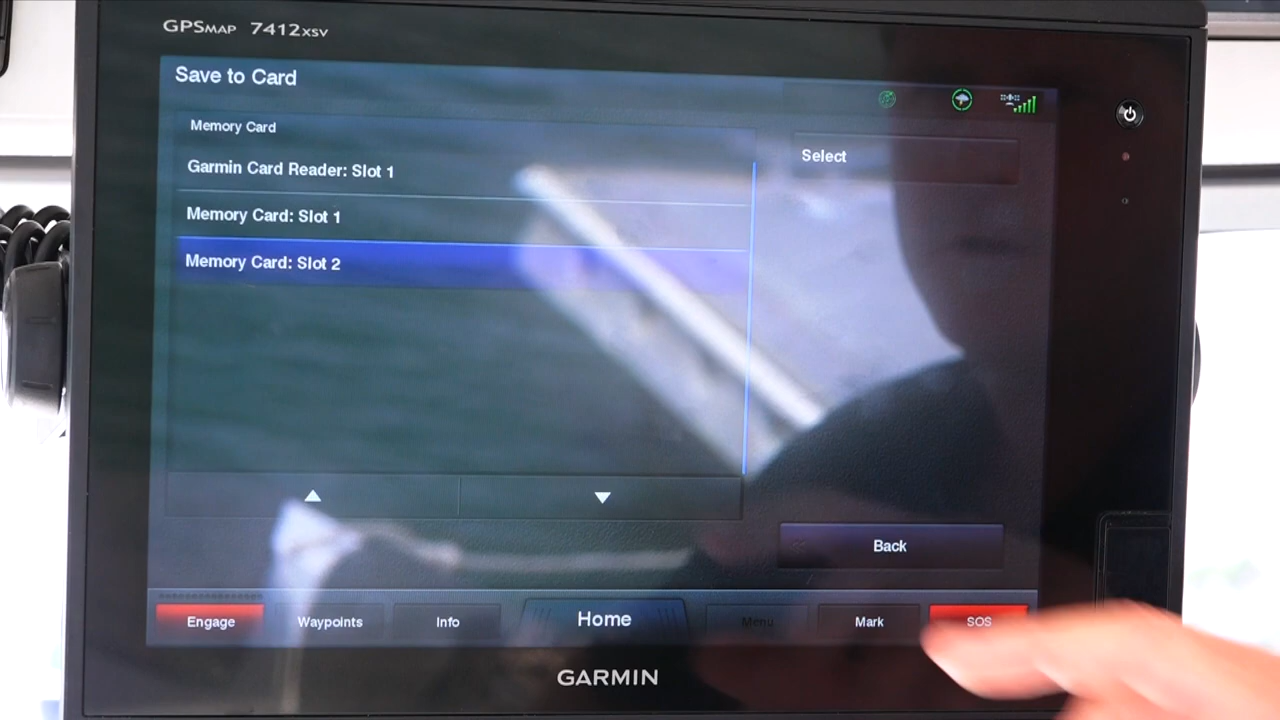 GPSMAP 7412xsv
Save to Card
Memory Card
Garmin Card Reader: Slot 1
Select
Memory Card: Slot 1
Memory Card: Slot 2
Back
Engage
Waypoints
Info
Home
Menu
Mark
SOS
GARMIN